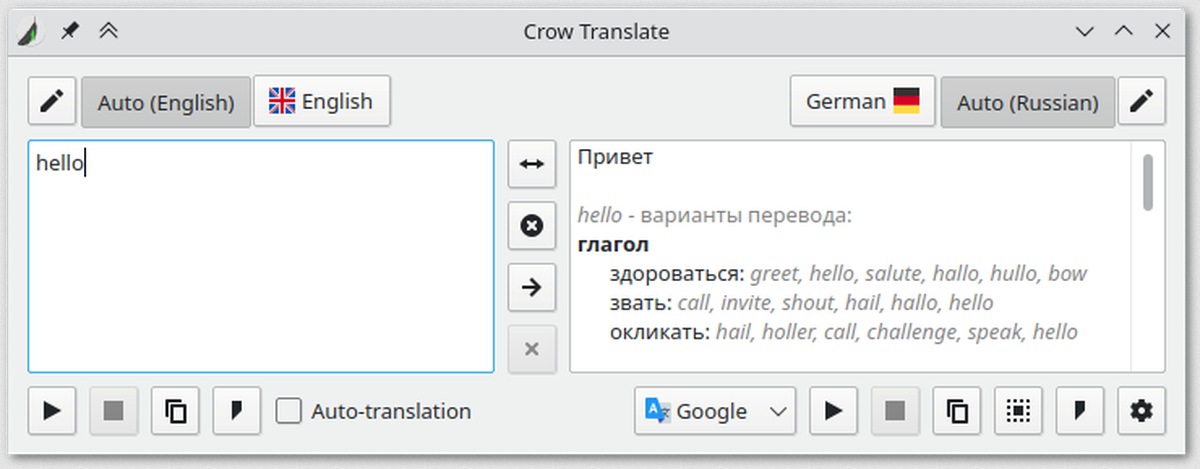 Crow Translate
Auto (English) English German Auto (Russian)
hello
Привет
hello - варианты перевода:
глагол
здороваться: greet, hello, salute, hallo, hullo, bow
звать: call, invite, shout, hail, hallo, hello
окликать: hail, holler, call, challenge, speak, hello
Auto-translation Google